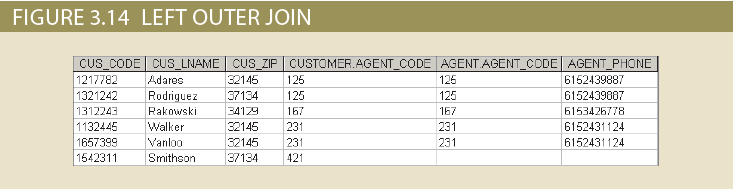 FIGURE 3.14 LEFT OUTER JOIN
CUS_CODE CUS_LNAME CUS_ZIP CUSTOMER.AGENT_CODE AGENT.AGENT_CODE AGENT_PHONE
1217782 Adares 32145 125 125 6152439887
1321242 Rodriguez 37134 125 125 6152439887
1312243 Rakowski 34129 167 167 6153426778
1132445 Walker 32145 231 231 6152431124
1657399 Vanloo 32145 231 231 6152431124
1542311 Smithson 37134 421